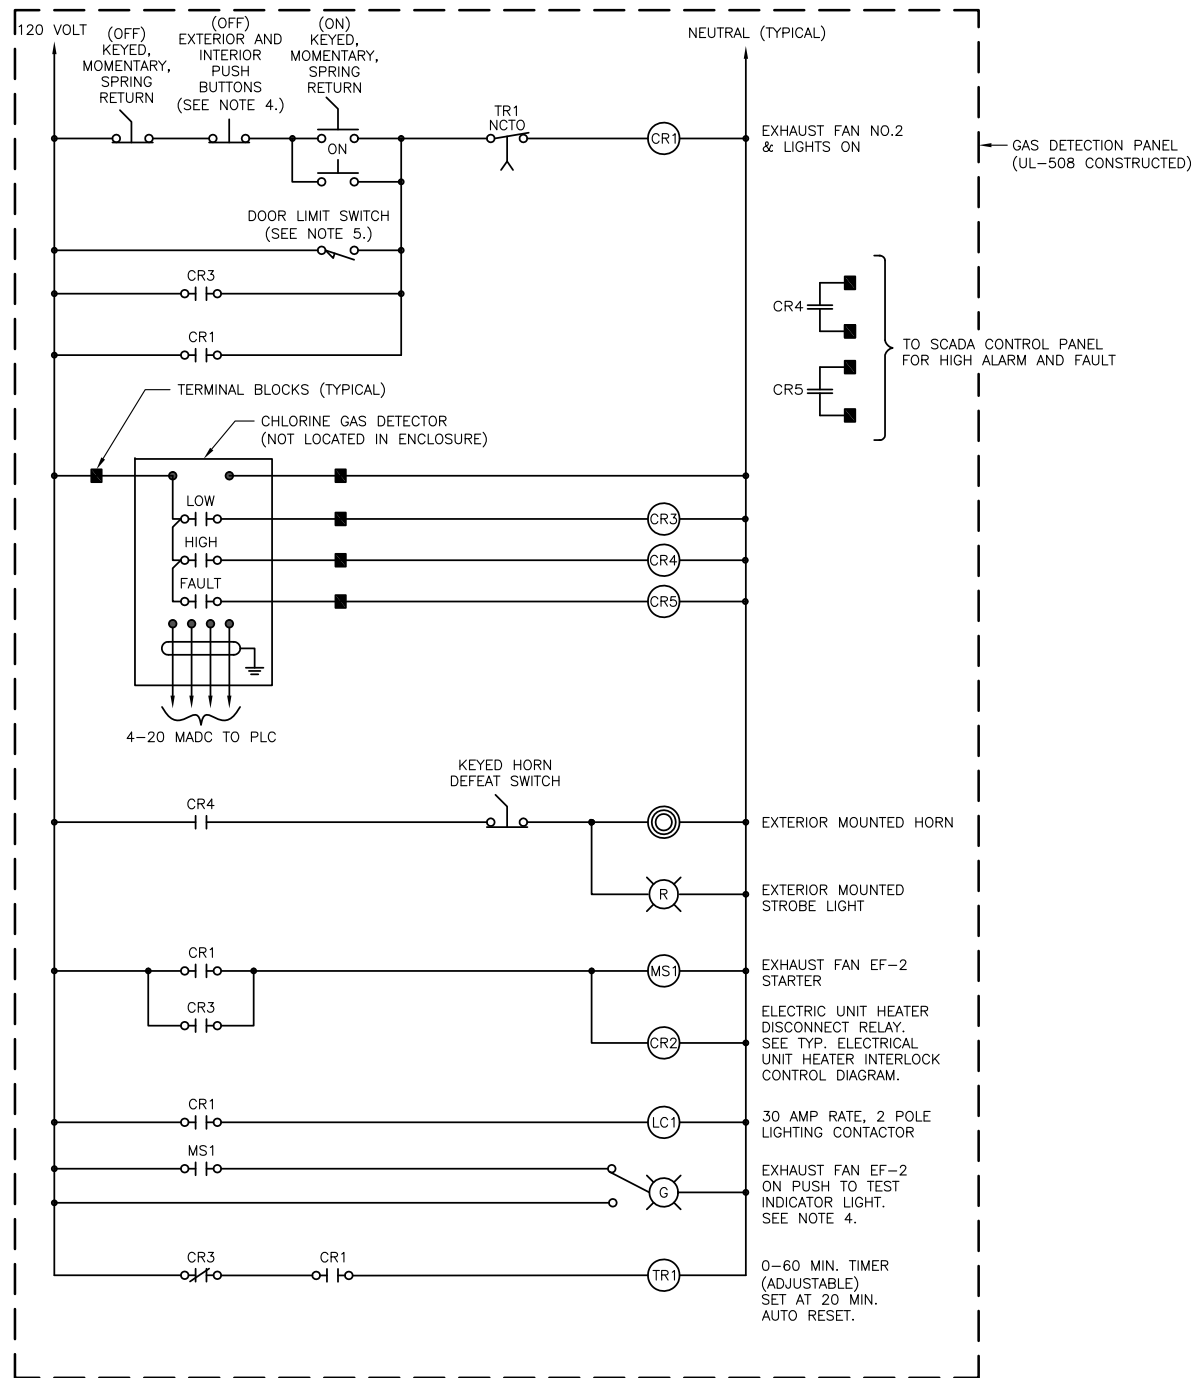 120 VOLT
(OFF)
KEYED,
MOMENTARY,
SPRING
RETURN
(OFF)
EXTERIOR AND
INTERIOR
PUSH
BUTTONS
(SEE NOTE 4.)
(ON)
KEYED,
MOMENTARY,
SPRING
RETURN
NEUTRAL (TYPICAL)
TR1
NCTO
CR1
EXHAUST FAN NO.2
& LIGHTS ON
GAS DETECTION PANEL
(UL-508 CONSTRUCTED)
ON
DOOR LIMIT SWITCH
(SEE NOTE 5.)
CR3
CR1
CR4
CR5
TO SCADA CONTROL PANEL
FOR HIGH ALARM AND FAULT
TERMINAL BLOCKS (TYPICAL)
CHLORINE GAS DETECTOR
(NOT LOCATED IN ENCLOSURE)
LOW
CR3
HIGH
CR4
FAULT
CR5
4-20 MADC TO PLC
KEYED HORN
DEFEAT SWITCH
CR4
EXTERIOR MOUNTED HORN
R
EXTERIOR MOUNTED
STROBE LIGHT
CR1
MS1
EXHAUST FAN EF-2
STARTER
CR3
CR2
ELECTRIC UNIT HEATER
DISCONNECT RELAY.
SEE TYP. ELECTRICAL
UNIT HEATER INTERLOCK
CONTROL DIAGRAM.
CR1
LC1
30 AMP RATE, 2 POLE
LIGHTING CONTACTOR
MS1
G
EXHAUST FAN EF-2
ON PUSH TO TEST
INDICATOR LIGHT.
SEE NOTE 4.
CR3
CR1
TR1
0-60 MIN. TIMER
(ADJUSTABLE)
SET AT 20 MIN.
AUTO RESET.